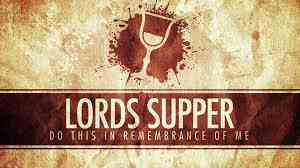 LORDS SUPPER
DO THIS IN REMEMBRANCE OF ME